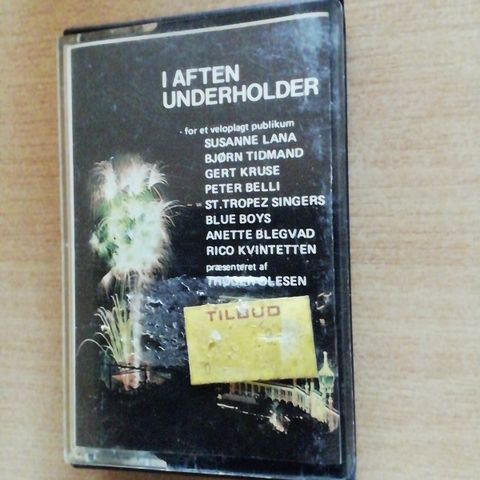 I AFTEN
UNDERHOLDER
- for et veloplagt publikum
SUSANNE LANA
BJØRN TIDMAND
GERT KRUSE
PETER BELLI
ST. TROPEZ SINGERS
BLUE BOYS
ANETTE BLEGVAD
RICO KVINTETTEN
præsenteret af
THØGER OLESEN
TILBUD